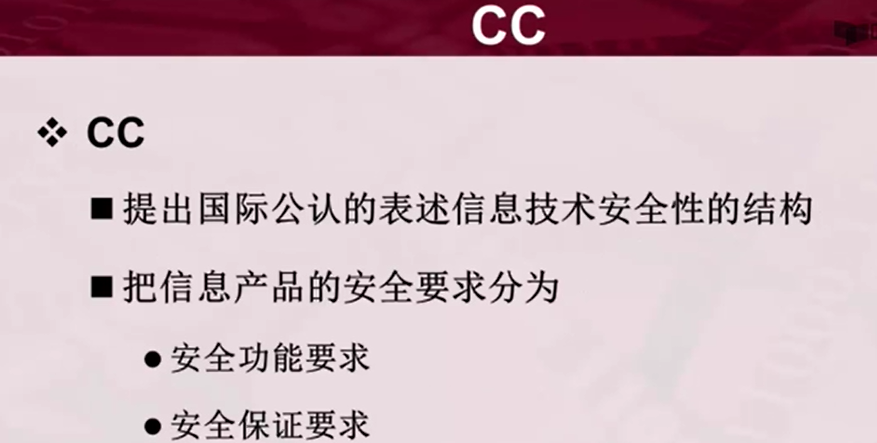 CC
CC
提出国际公认的表述信息技术安全性的结构
把信息产品的安全要求分为
安全功能要求
安全保证要求